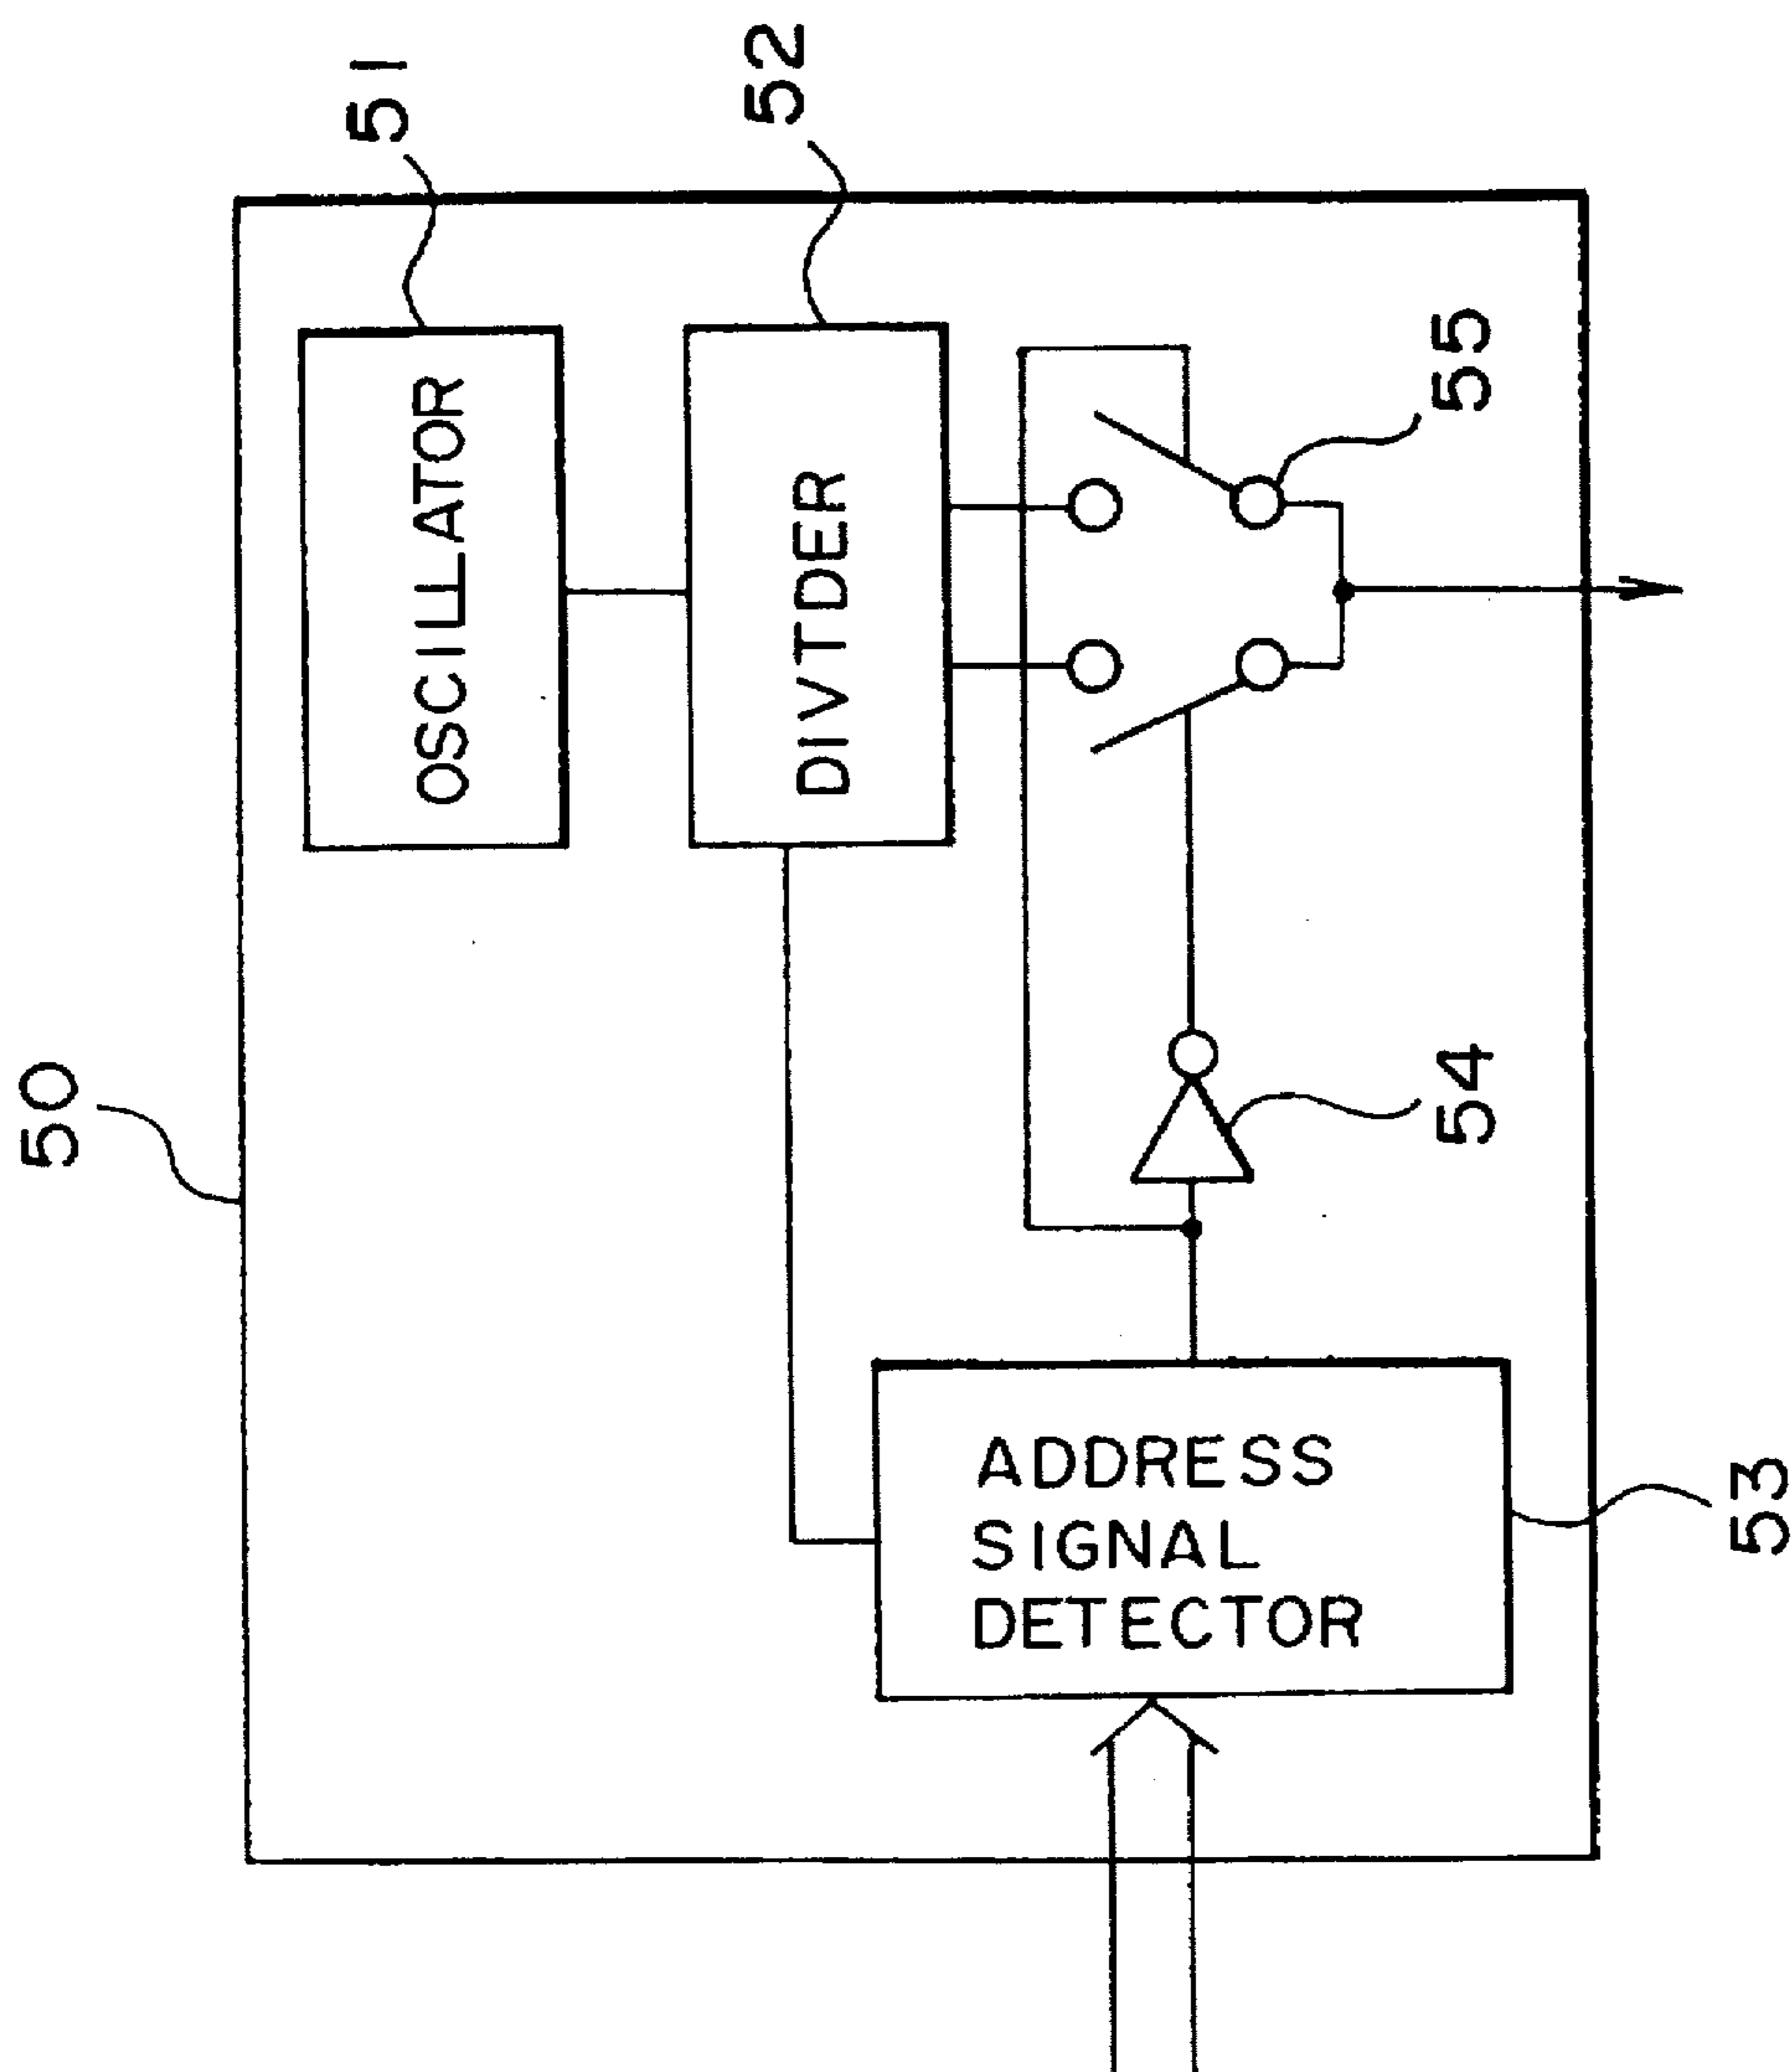 50
51
OSCILLATOR
52
DIVTDER
55
54
ADDRESS
SIGNAL
DETECTOR
53